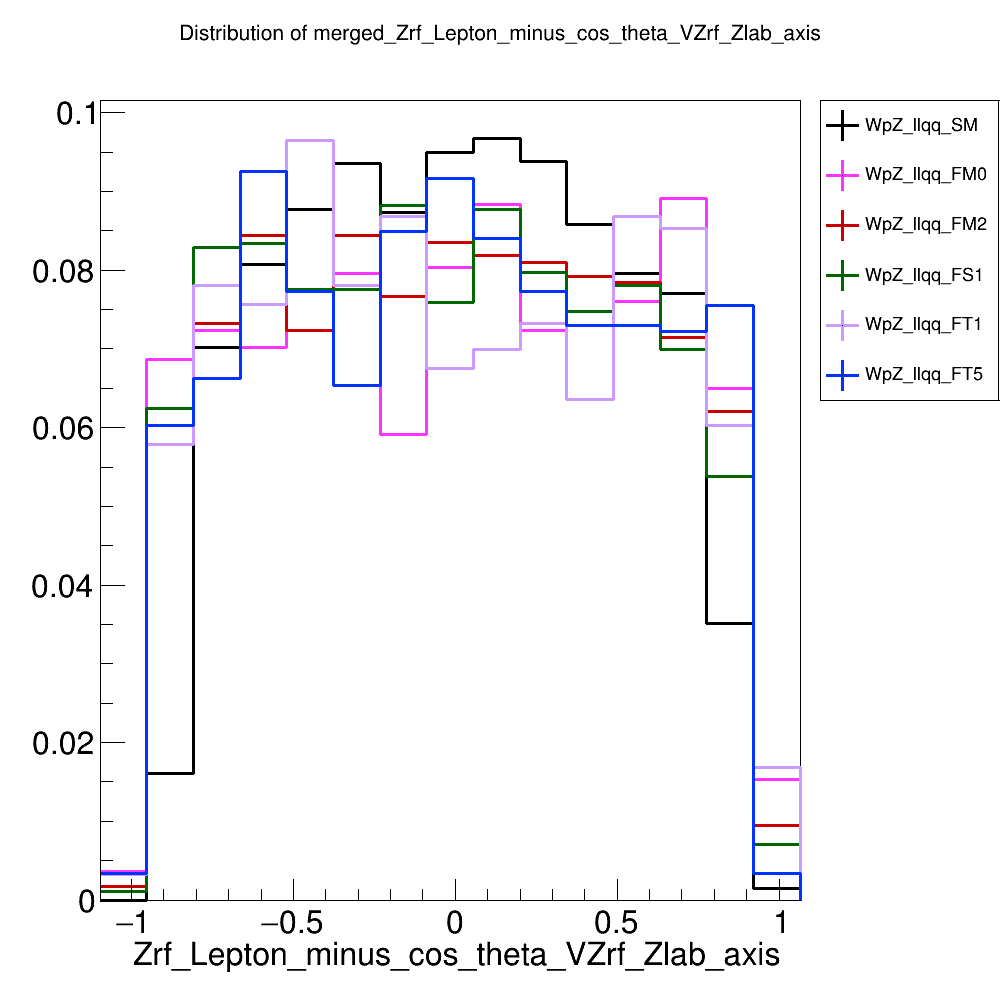 Distribution of merged_Zrf_Lepton_minus_cos_theta_VZrf_Zlab_axis
0.1
0.08
0.06
0.04
0.02
0
−1
−0.5
0
0.5
1
Zrf_Lepton_minus_cos_theta_VZrf_Zlab_axis
WpZ_llqq_SM
WpZ_llqq_FM0
WpZ_llqq_FM2
WpZ_llqq_FS1
WpZ_llqq_FT1
WpZ_llqq_FT5